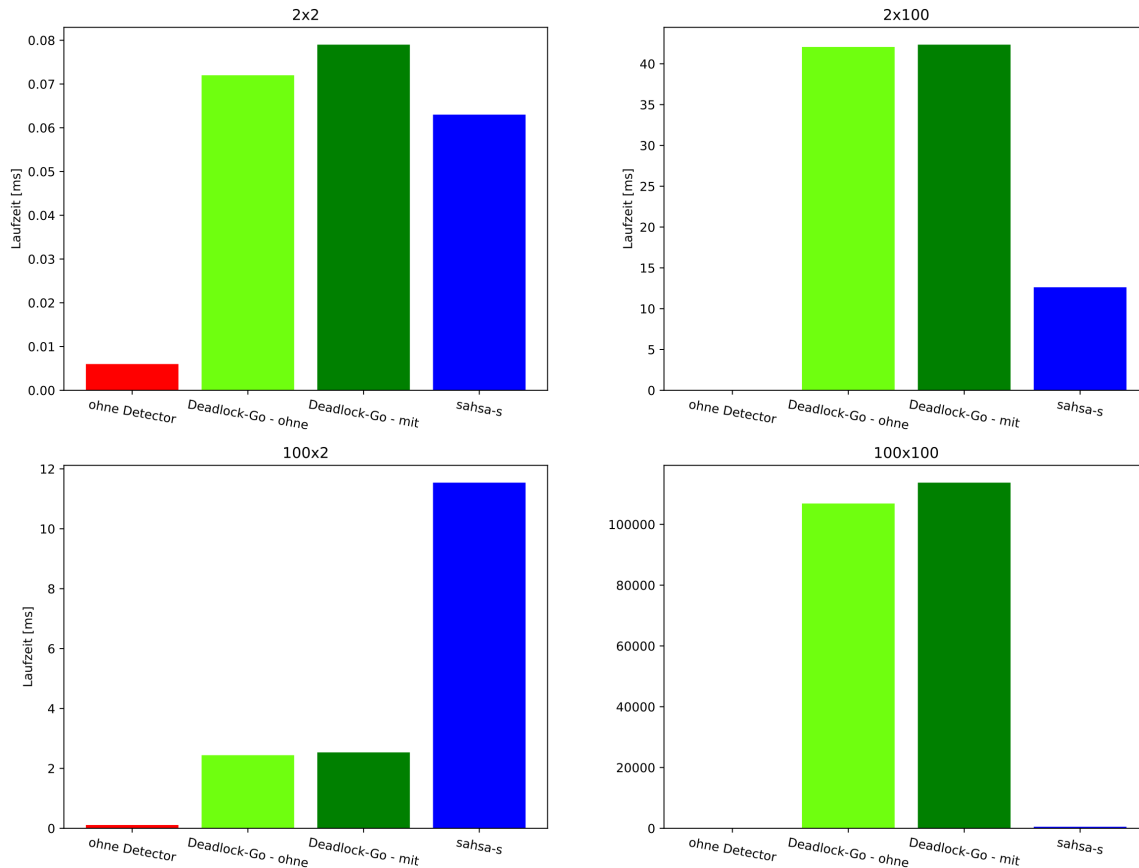 2x2
Laufzeit [ms]
0.08
0.07
0.06
0.05
0.04
0.03
0.02
0.01
0.00
ohne Detector
Deadlock-Go - ohne
Deadlock-Go - mit
sahsa-s
2x100
Laufzeit [ms]
40
35
30
25
20
15
10
5
0
ohne Detector
Deadlock-Go - ohne
Deadlock-Go - mit
sahsa-s
100x2
Laufzeit [ms]
12
10
8
6
4
2
0
ohne Detector
Deadlock-Go - ohne
Deadlock-Go - mit
sahsa-s
100x100
100000
80000
60000
40000
20000
0
ohne Detector
Deadlock-Go - ohne
Deadlock-Go - mit
sahsa-s